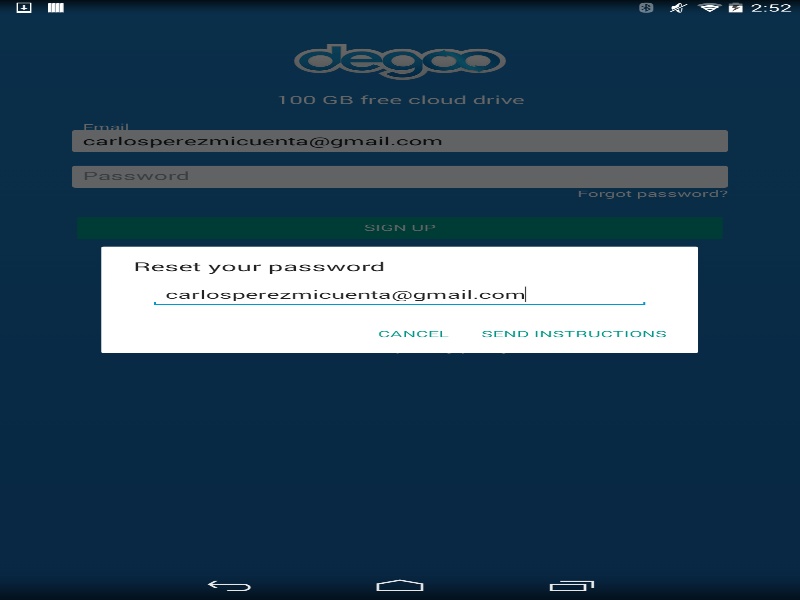 2:52
degoo
100 GB free cloud drive
Email
carlosperezmicuenta@gmail.com
Password
Forgot password?
SIGN UP
Reset your password
carlosperezmicuenta@gmail.com
CANCEL SEND INSTRUCTIONS